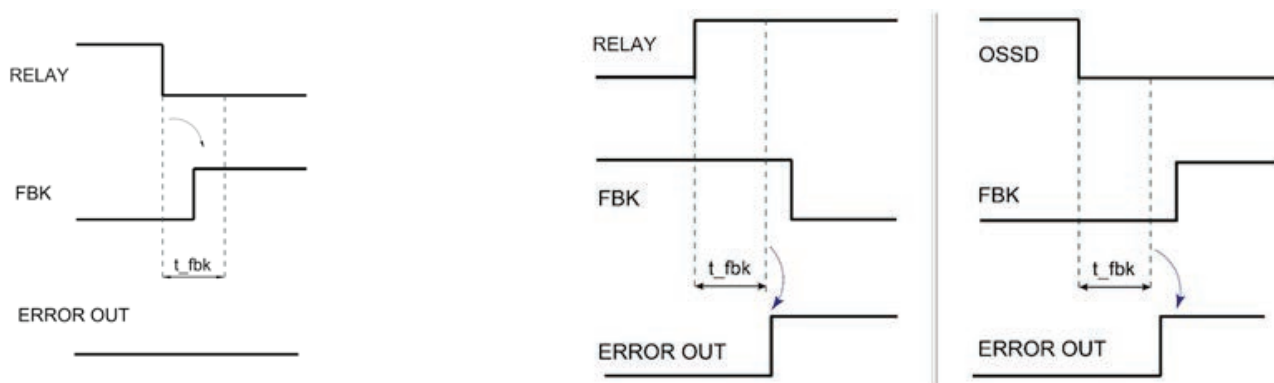 RELAY
FBK
t_fbk
ERROR OUT
RELAY
FBK
t_fbk
ERROR OUT
OSSD
FBK
t_fbk
ERROR OUT